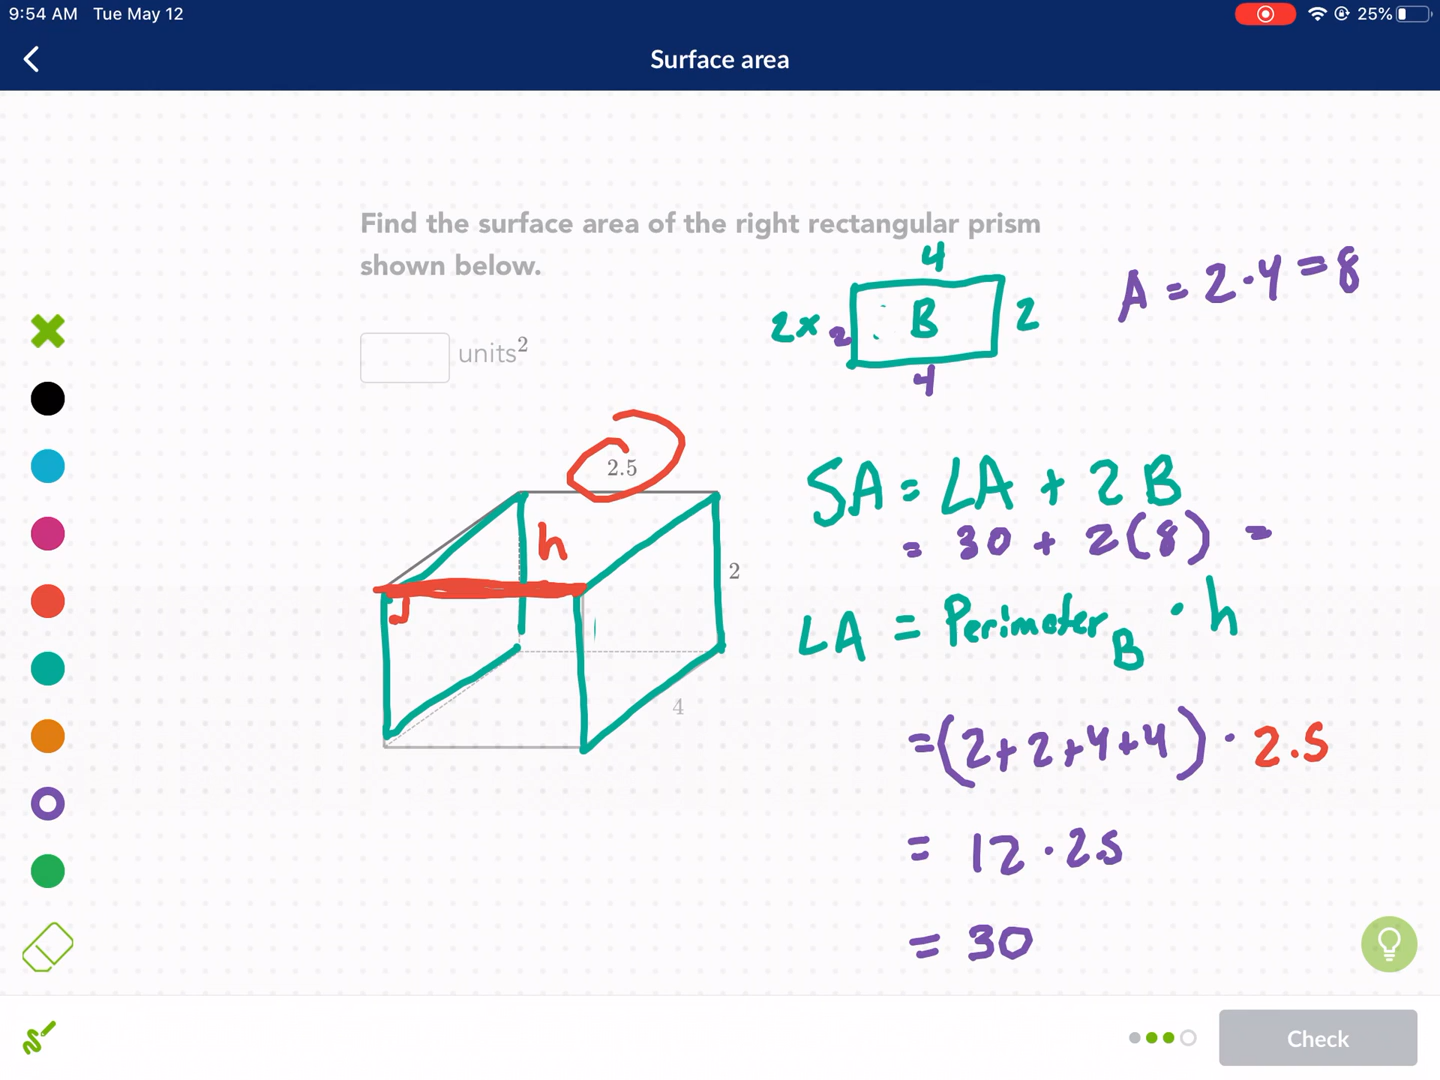 9:54 AM Tue May 12
25%
Surface area
Find the surface area of the right rectangular prism
shown below.
units²
4
2x 2 B 2
4
A = 2 · 4 = 8
2.5
h
2
4
SA = LA + 2B
= 30 + 2(8) =
LA = Perimeter B · h
= (2+2+4+4) · 2.5
= 12 · 2.5
= 30
Check